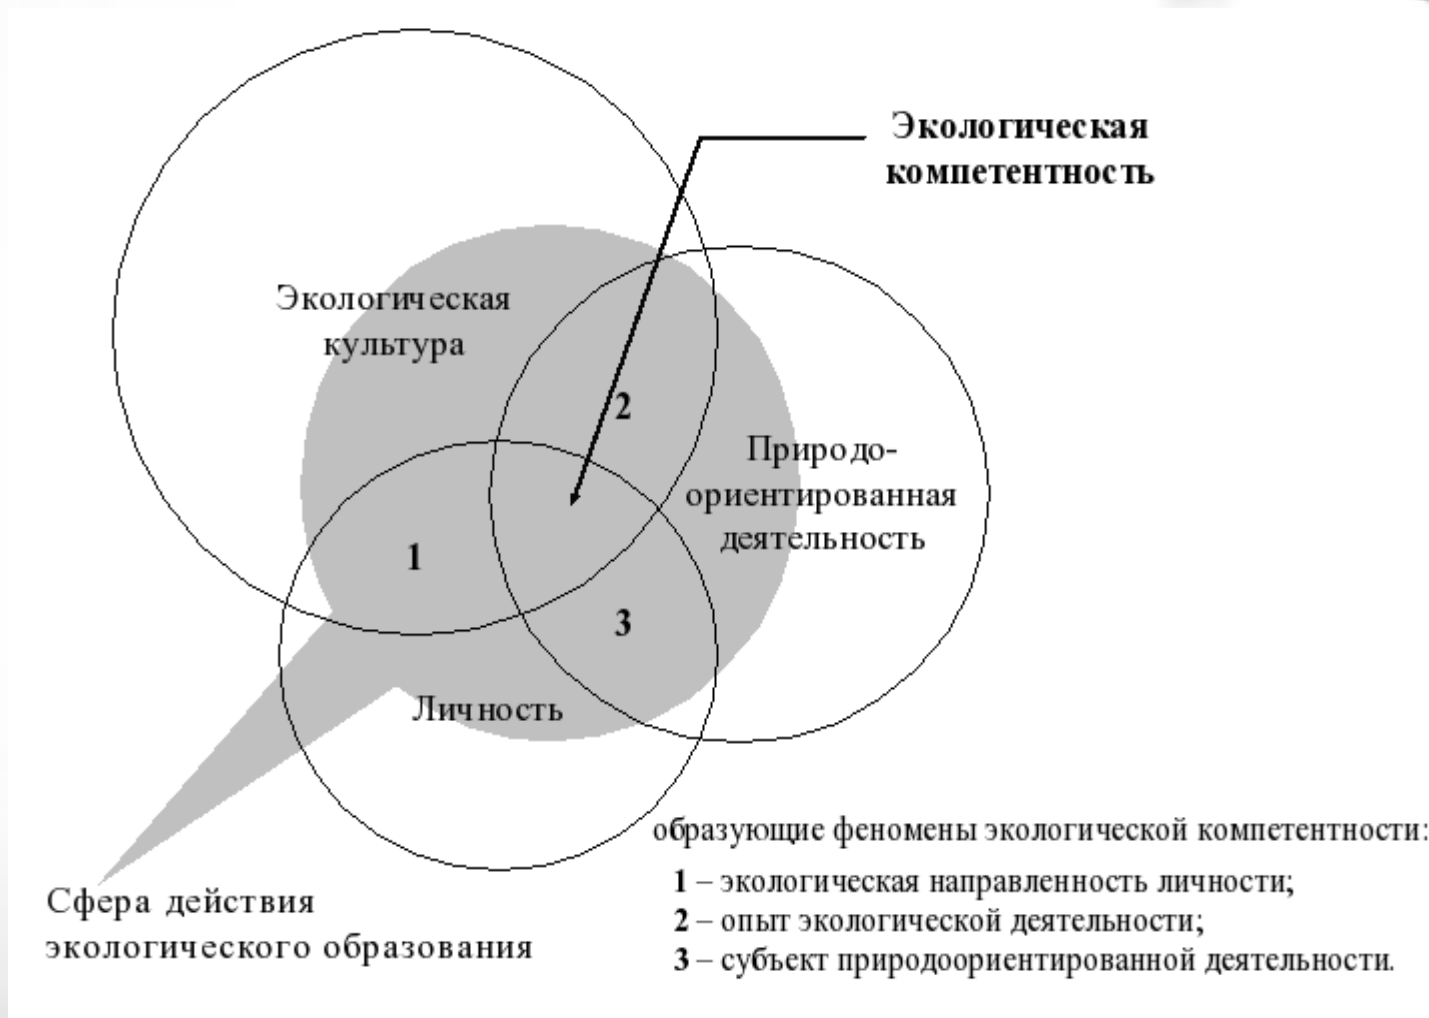 Экологическая
компетентность
Экологическая
культура
2
Природо-
ориентированная
деятельность
1
3
Личность
образующие феномены экологической компетентности:
1 – экологическая направленность личности;
2 – опыт экологической деятельности;
3 – субъект природоориентированной деятельности.
Сфера действия
экологического образования